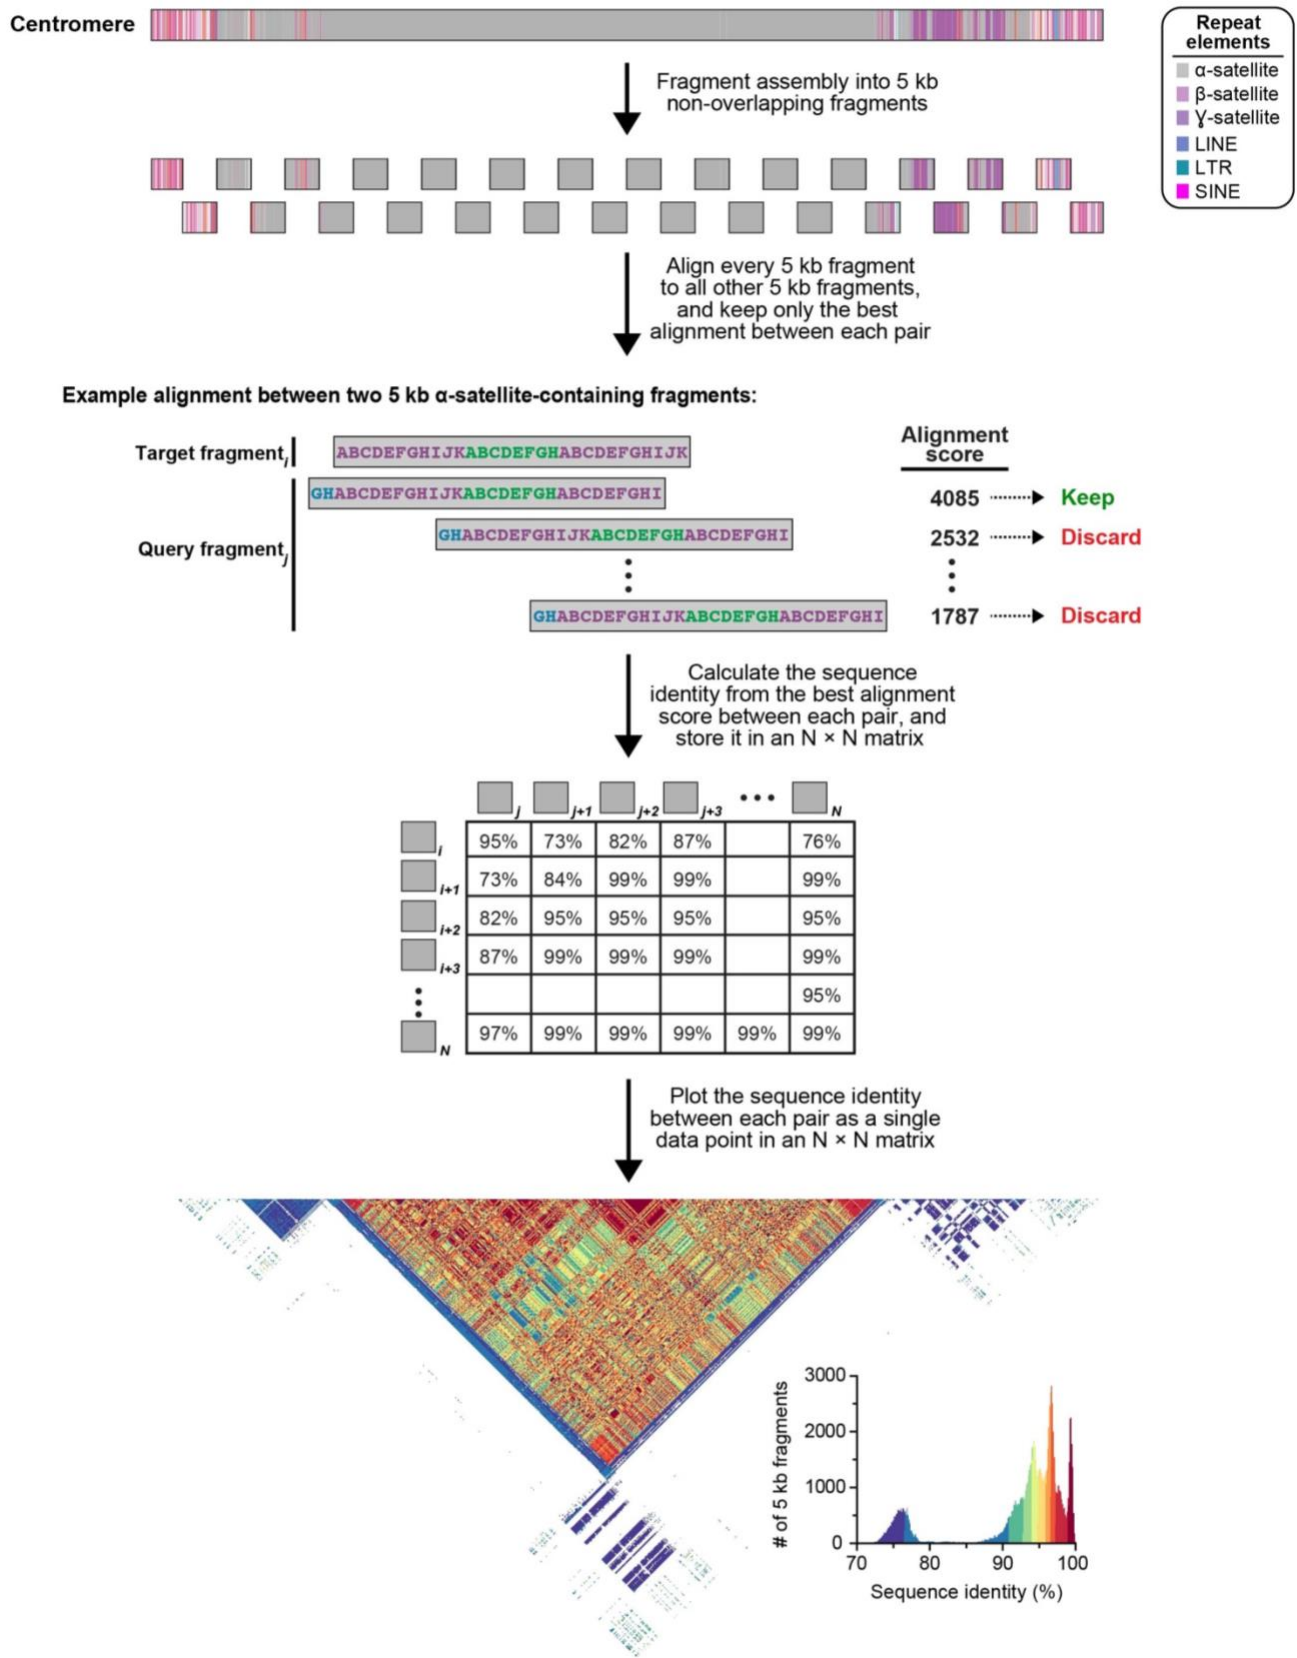 Centromere
Repeat
elements
α-satellite
β-satellite
Ɣ-satellite
LINE
LTR
SINE
Fragment assembly into 5 kb
non-overlapping fragments
Align every 5 kb fragment
to all other 5 kb fragments,
and keep only the best
alignment between each pair
Example alignment between two 5 kb α-satellite-containing fragments:
Alignment
score
Target fragment i
ABCDEFGHIJKABCDEFGHABCDEFGHIJK
GHABCDEFGHIJKABCDEFGHABCDEFGHI
4085 Keep
Query fragment j
GHABCDEFGHIJKABCDEFGHABCDEFGHI
2532 Discard
GHABCDEFGHIJKABCDEFGHABCDEFGHI
1787 Discard
Calculate the sequence
identity from the best alignment
score between each pair, and
store it in an N × N matrix
j j+1 j+2 j+3 ••• N
i 95% 73% 82% 87% 76%
i+1 73% 84% 99% 99% 99%
i+2 82% 95% 95% 95% 95%
i+3 87% 99% 99% 99% 99%
95%
N 97% 99% 99% 99% 99% 99%
Plot the sequence identity
between each pair as a single
data point in an N × N matrix
# of 5 kb fragments
3000
2000
1000
0
70 80 90 100
Sequence identity (%)